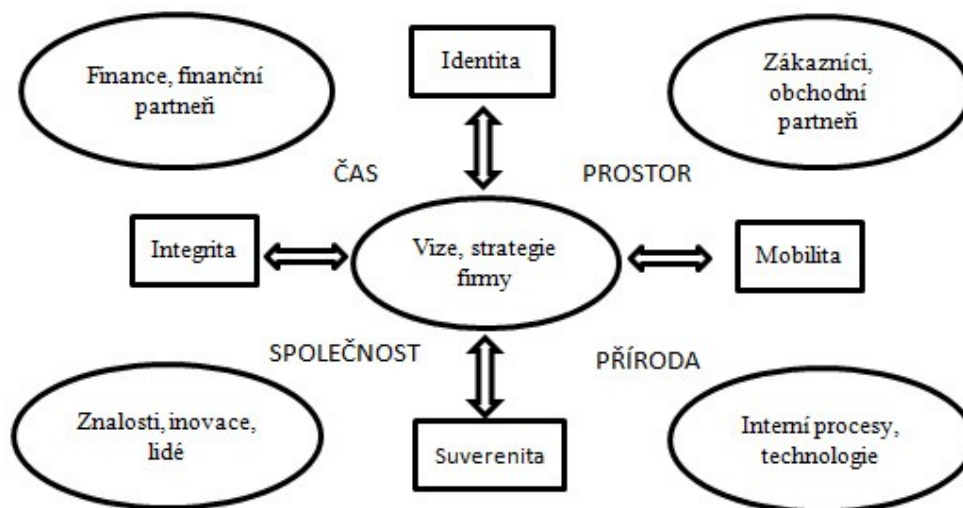 Finance, finanční
partneři
Identita
Zákazníci,
obchodní
partneři
ČAS
PROSTOR
Integrita
Vize, strategie
firmy
Mobilita
SPOLEČNOST
PŘÍRODA
Znalosti, inovace,
lidé
Suverenita
Interní procesy,
technologie